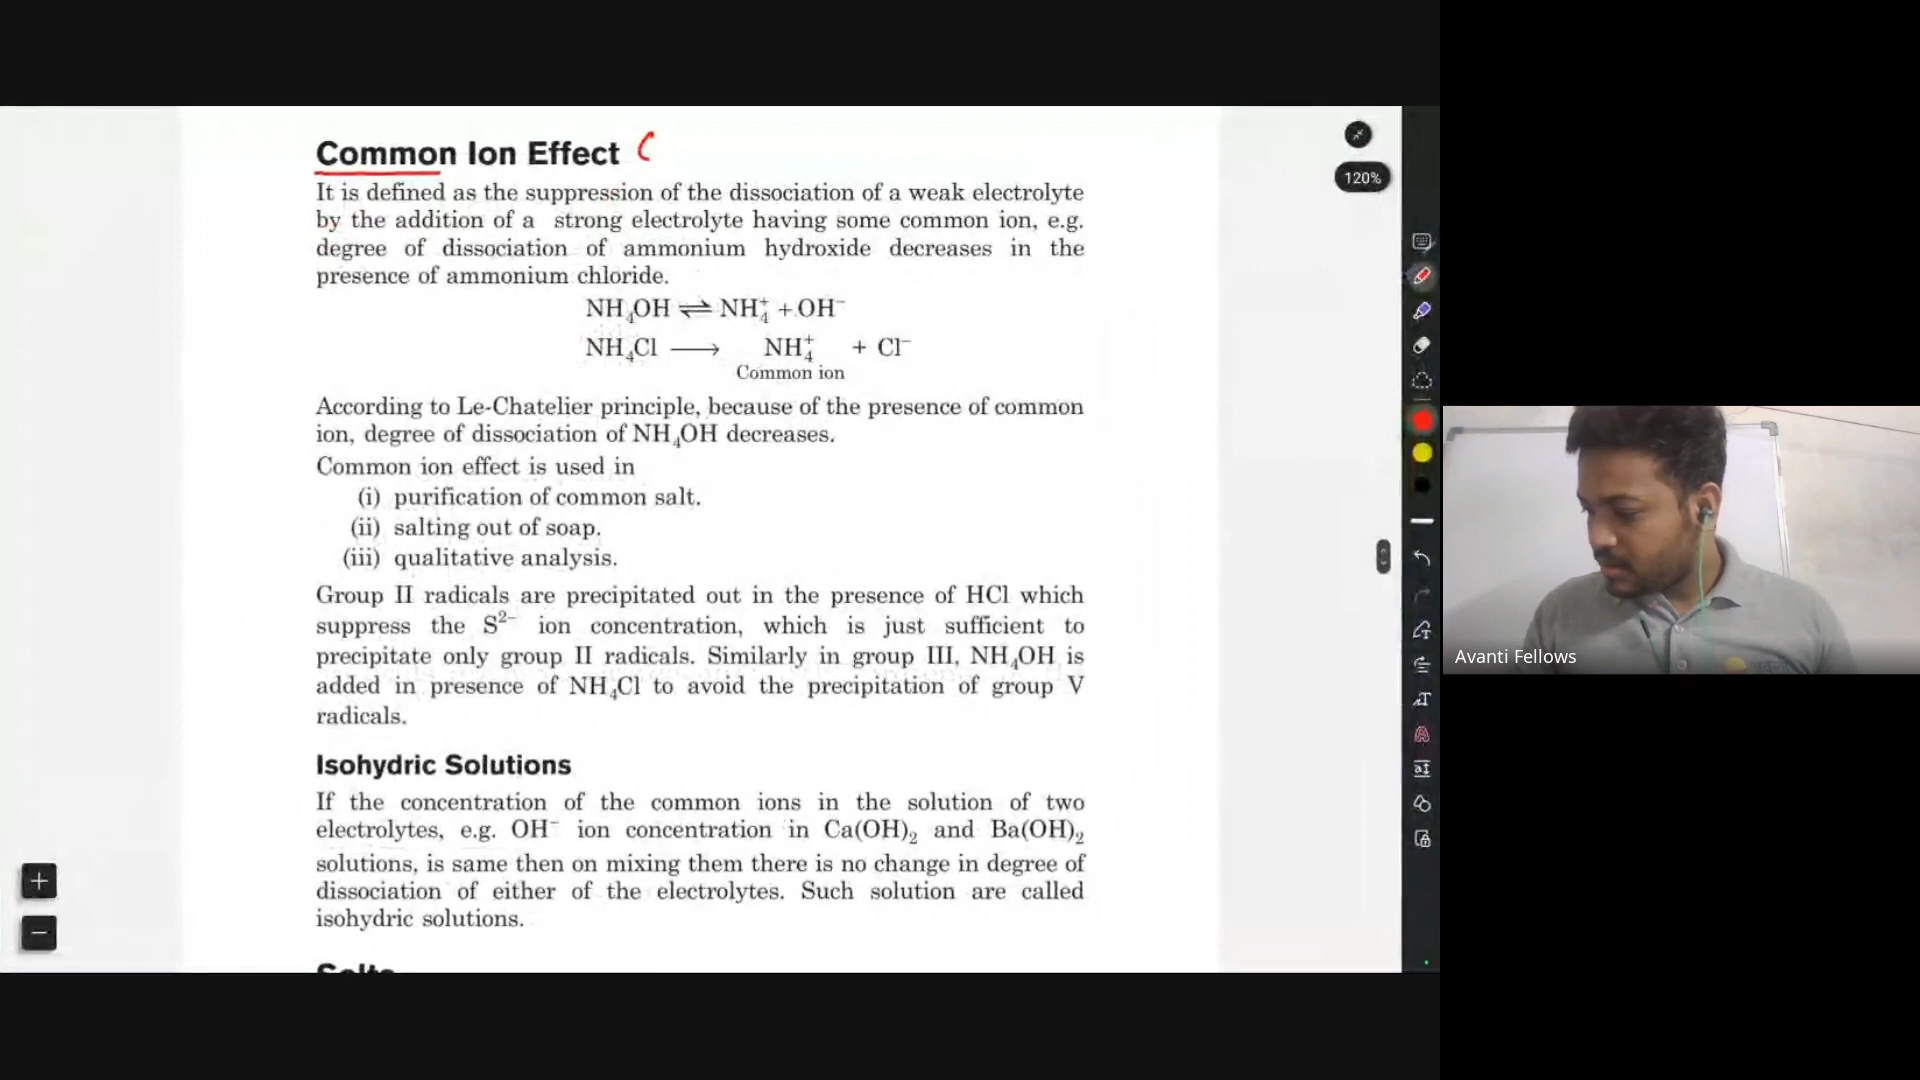 Common Ion Effect
It is defined as the suppression of the dissociation of a weak electrolyte
by the addition of a strong electrolyte having some common ion, e.g.
degree of dissociation of ammonium hydroxide decreases in the
presence of ammonium chloride.
NH₄OH ⇌ NH₄⁺ + OH⁻
NH₄Cl ⟶ NH₄⁺ + Cl⁻
Common ion
According to Le-Chatelier principle, because of the presence of common
ion, degree of dissociation of NH₄OH decreases.
Common ion effect is used in
(i) purification of common salt.
(ii) salting out of soap.
(iii) qualitative analysis.
Group II radicals are precipitated out in the presence of HCl which
suppress the S²⁻ ion concentration, which is just sufficient to
precipitate only group II radicals. Similarly in group III, NH₄OH is
added in presence of NH₄Cl to avoid the precipitation of group V
radicals.
Isohydric Solutions
If the concentration of the common ions in the solution of two
electrolytes, e.g. OH⁻ ion concentration in Ca(OH)₂ and Ba(OH)₂
solutions, is same then on mixing them there is no change in degree of
dissociation of either of the electrolytes. Such solution are called
isohydric solutions.
Salts
120%
Avanti Fellows